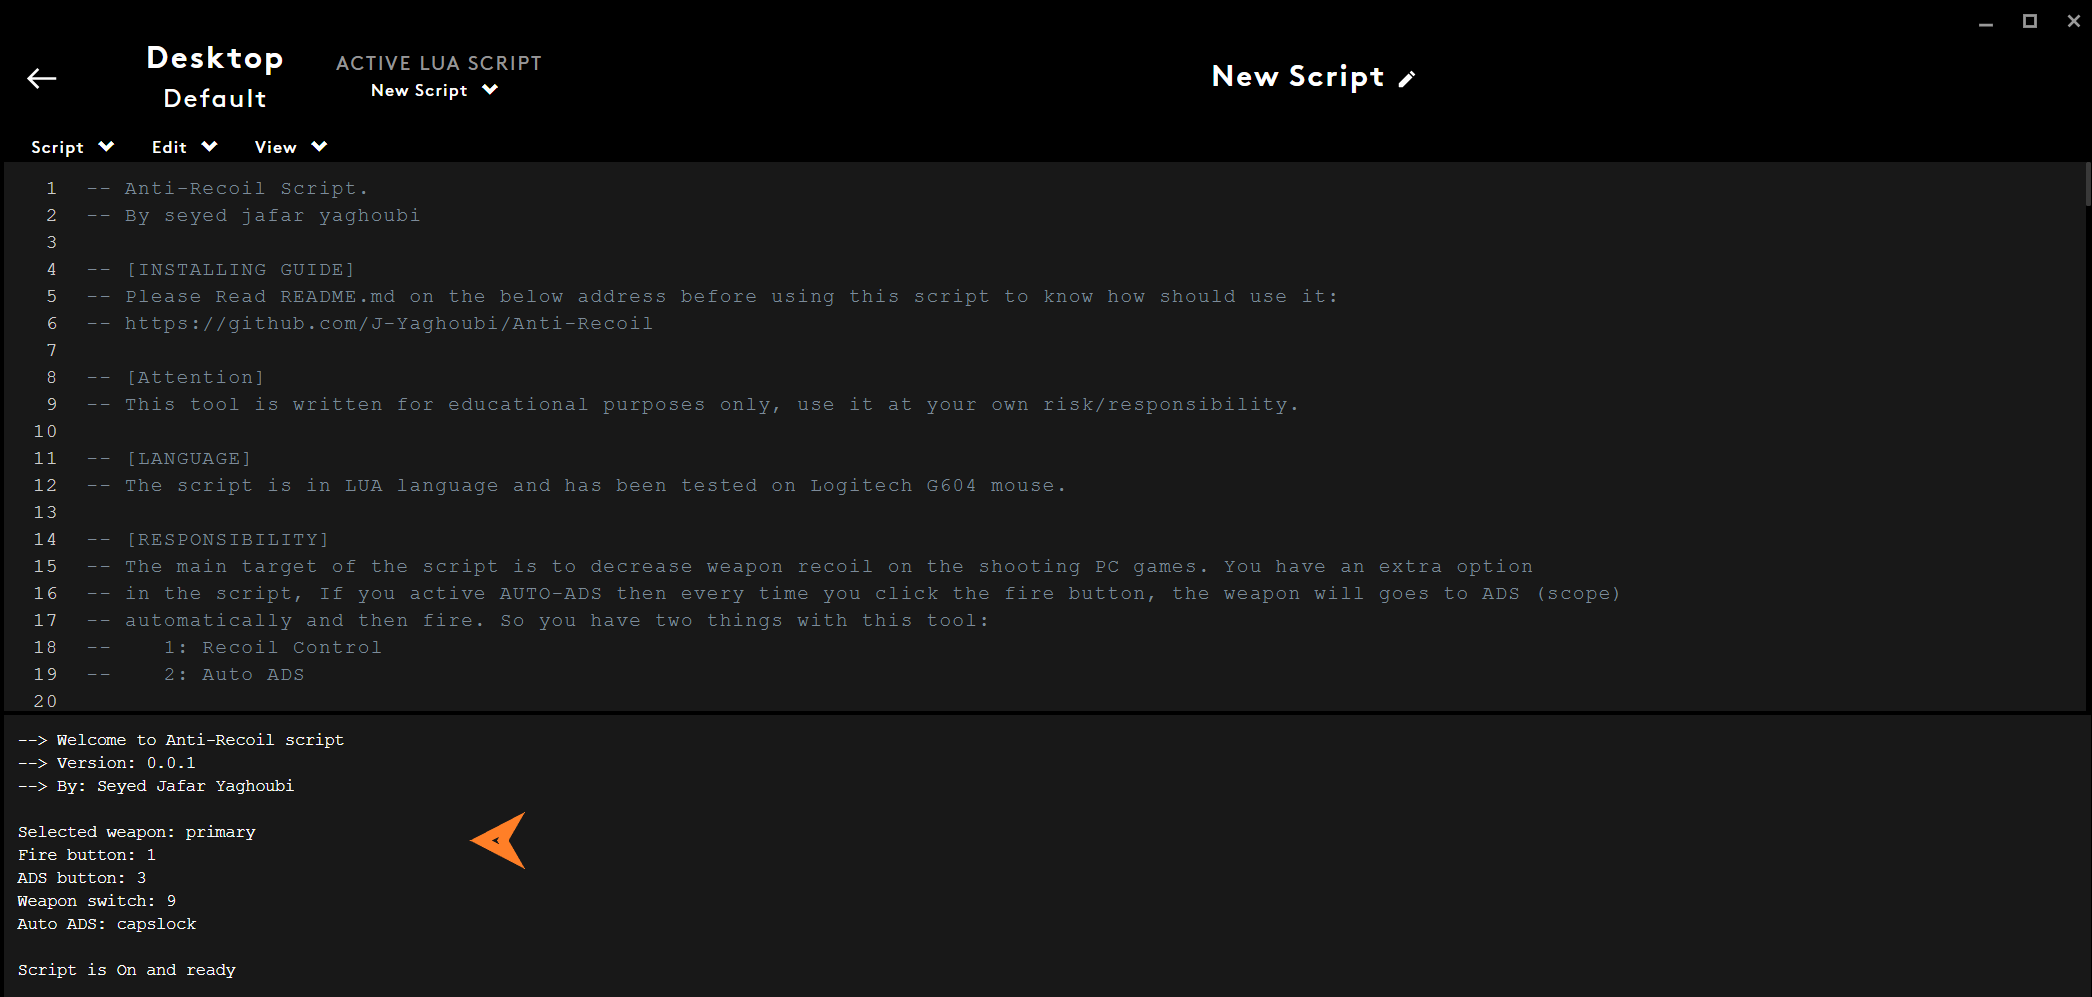 Desktop
Default
ACTIVE LUA SCRIPT
New Script
New Script
Script
Edit
View
1 -- Anti-Recoil Script.
2 -- By seyed jafar yaghoubi
3
4 -- [INSTALLING GUIDE]
5 -- Please Read README.md on the below address before using this script to know how should use it:
6 -- https://github.com/J-Yaghoubi/Anti-Recoil
7
8 -- [Attention]
9 -- This tool is written for educational purposes only, use it at your own risk/responsibility.
10
11 -- [LANGUAGE]
12 -- The script is in LUA language and has been tested on Logitech G604 mouse.
13
14 -- [RESPONSIBILITY]
15 -- The main target of the script is to decrease weapon recoil on the shooting PC games. You have an extra option
16 -- in the script, If you active AUTO-ADS then every time you click the fire button, the weapon will goes to ADS (scope)
17 -- automatically and then fire. So you have two things with this tool:
18 --    1: Recoil Control
19 --    2: Auto ADS
20
--> Welcome to Anti-Recoil script
--> Version: 0.0.1
--> By: Seyed Jafar Yaghoubi
Selected weapon: primary
Fire button: 1
ADS button: 3
Weapon switch: 9
Auto ADS: capslock
Script is On and ready